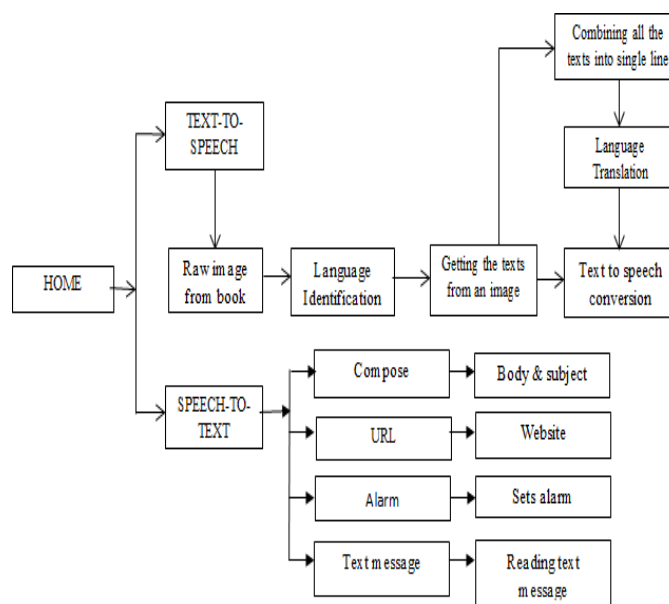 Combining all the
texts into single line
TEXT-TO-
SPEECH
Language
Translation
HOME
Raw image
from book
Language
Identification
Getting the texts
from an image
Text to speech
conversion
SPEECH-TO-
TEXT
Compose
Body & subject
URL
Website
Alarm
Sets alarm
Text message
Reading text
message